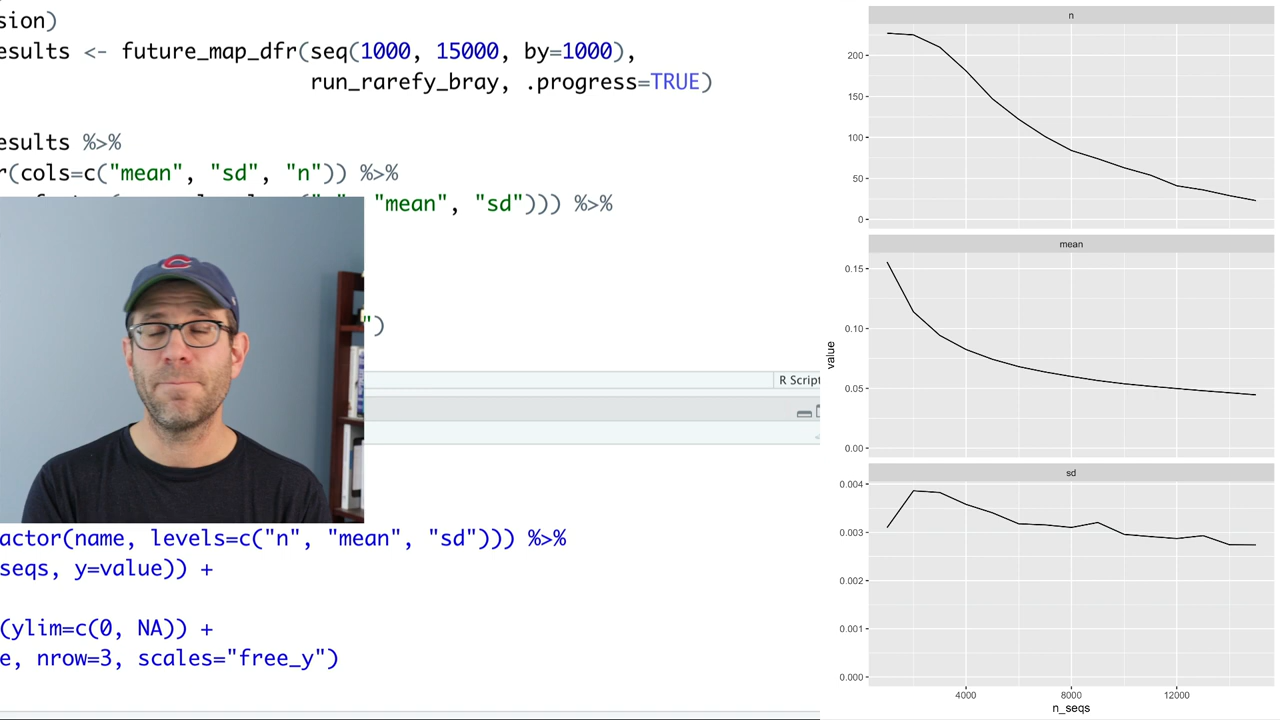 sion)
esults <- future_map_dfr(seq(1000, 15000, by=1000),
run_rarefy_bray, .progress=TRUE)
esults %>%
r(cols=c("mean", "sd", "n")) %>%
"mean", "sd"))) %>%
")
R Script
actor(name, levels=c("n", "mean", "sd"))) %>%
seqs, y=value)) +
(ylim=c(0, NA)) +
e, nrow=3, scales="free_y")
n
200
150
100
50
0
mean
0.15
0.10
0.05
0.00
value
sd
0.004
0.003
0.002
0.001
0.000
4000 8000 12000
n_seqs